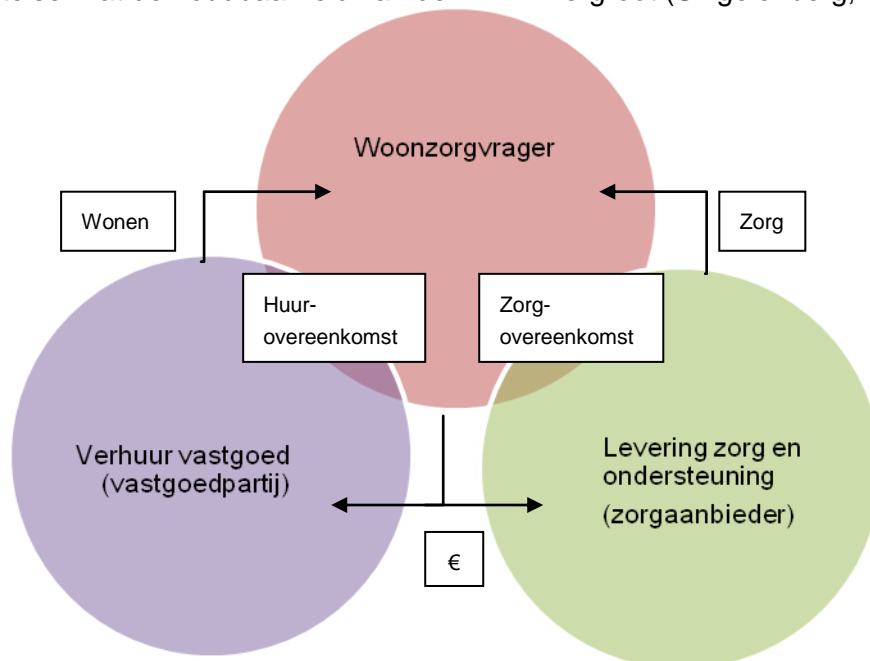 Woonzorgvrager
Wonen
Zorg
Huur-
overeenkomst
Zorg-
overeenkomst
Verhuur vastgoed
(vastgoedpartij)
Levering zorg en
ondersteuning
(zorgaanbieder)
€